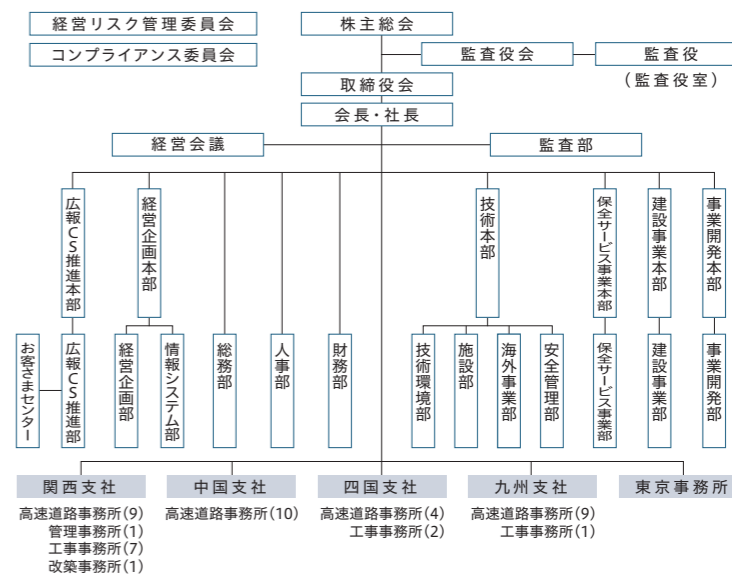 経営リスク管理委員会
コンプライアンス委員会
株主総会
監査役会
監査役
(監査役室)
取締役会
会長・社長
経営会議
監査部
広報CS推進本部
経営企画本部
技術本部
保全サービス事業本部
建設事業本部
事業開発本部
お客さまセンター
広報CS推進部
経営企画部
情報システム部
総務部
人事部
財務部
技術環境部
施設部
海外事業部
安全管理部
保全サービス事業部
建設事業部
事業開発部
関西支社
高速道路事務所(9)
管理事務所(1)
工事事務所(7)
改築事務所(1)
中国支社
高速道路事務所(10)
四国支社
高速道路事務所(4)
工事事務所(2)
九州支社
高速道路事務所(9)
工事事務所(1)
東京事務所